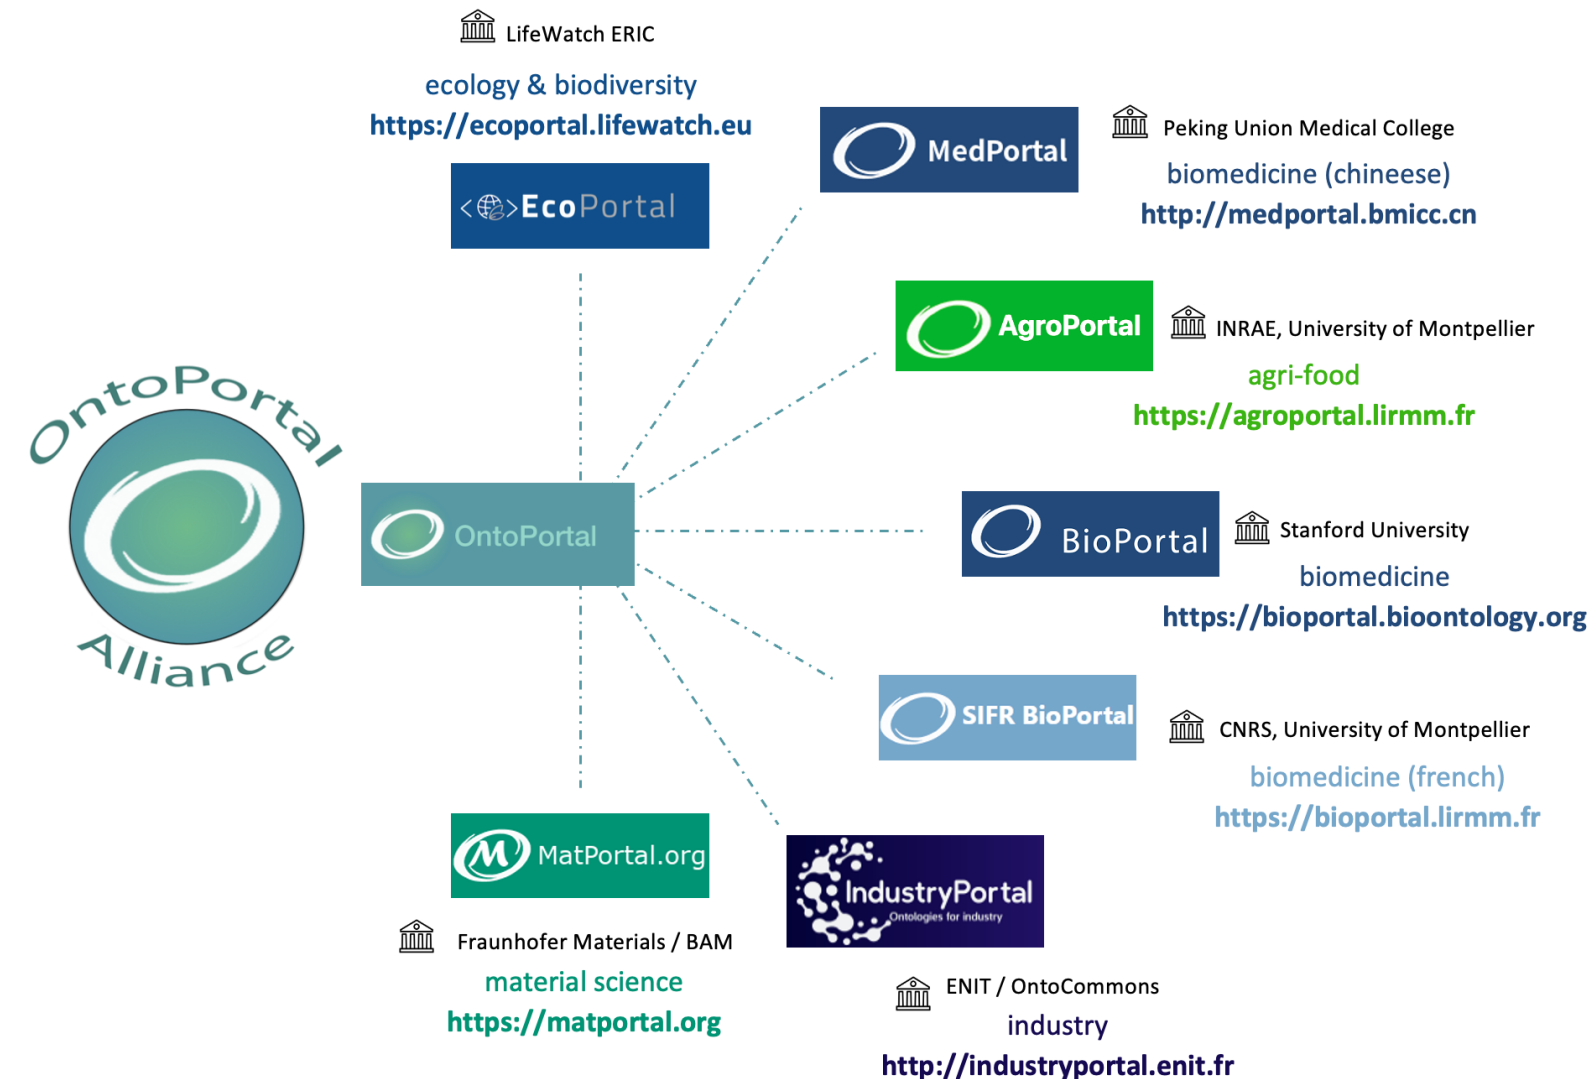 LifeWatch ERIC
ecology & biodiversity
https://ecoportal.lifewatch.eu
<>EcoPortal
MedPortal
Peking Union Medical College
biomedicine (chineese)
http://medportal.bmicc.cn
AgroPortal
INRAE, University of Montpellier
agri-food
https://agroportal.lirmm.fr
OntoPortal
Alliance
OntoPortal
BioPortal
Stanford University
biomedicine
https://bioportal.bioontology.org
SIFR BioPortal
CNRS, University of Montpellier
biomedicine (french)
https://bioportal.lirmm.fr
M MatPortal.org
Fraunhofer Materials / BAM
material science
https://matportal.org
IndustryPortal
Ontologies for industry
ENIT / OntoCommons
industry
http://industryportal.enit.fr